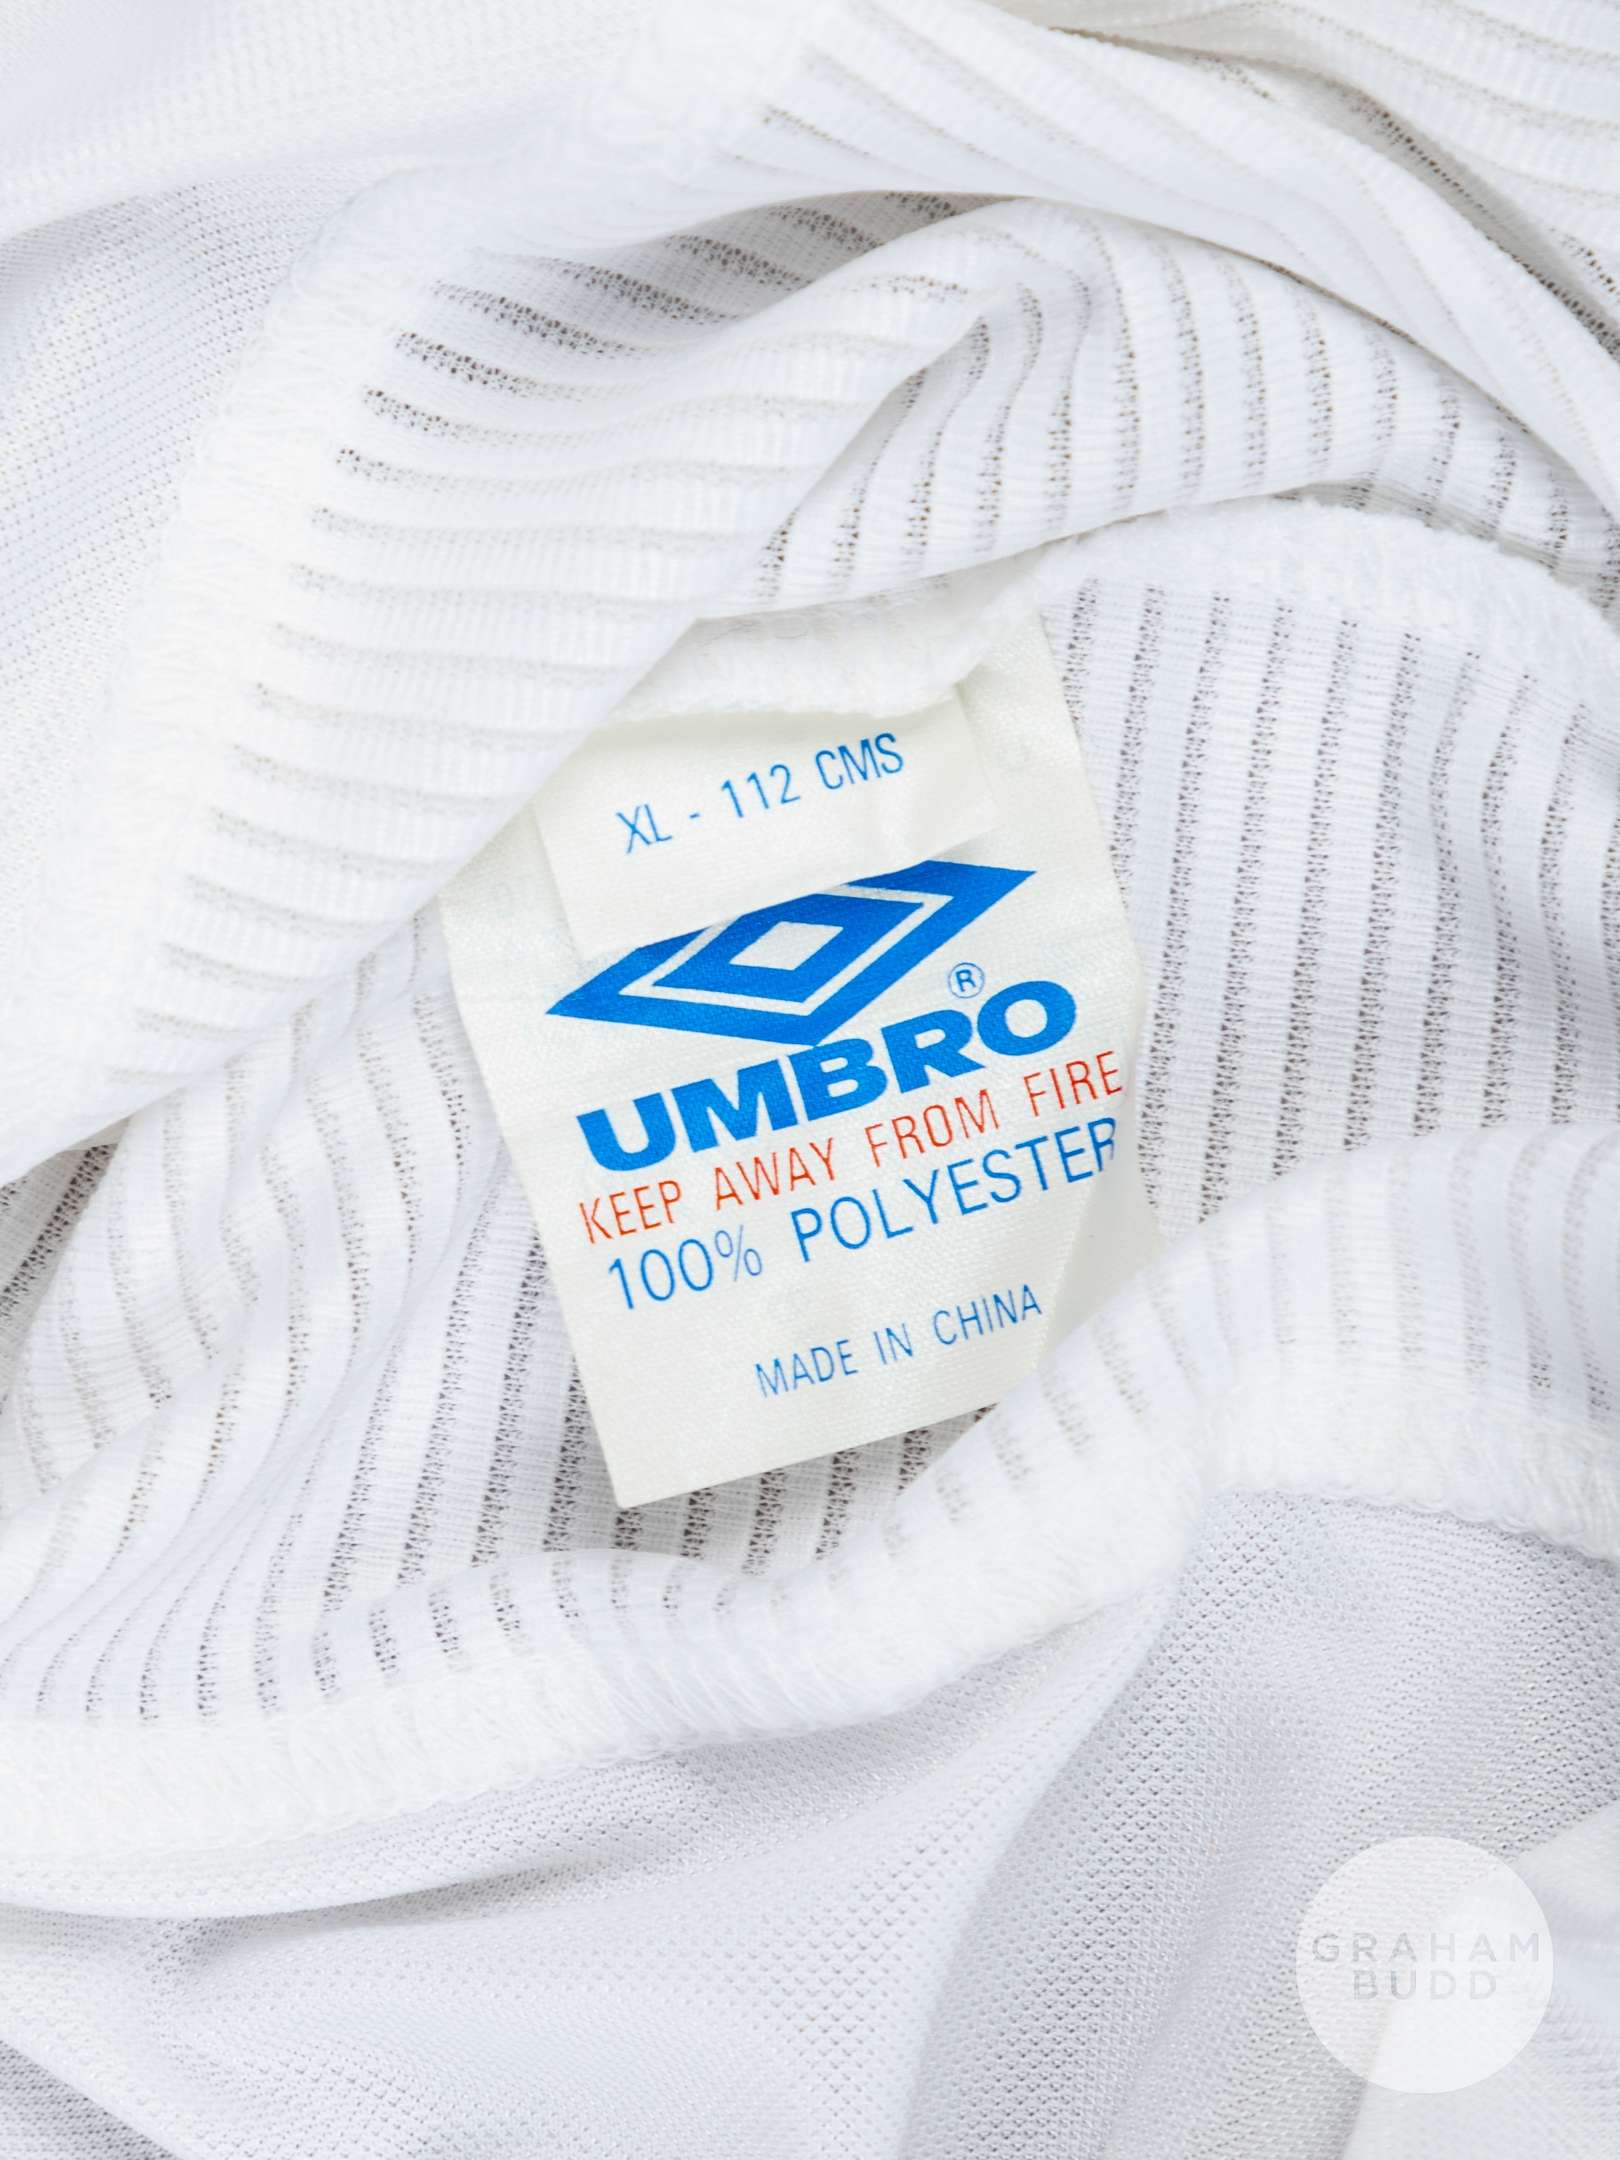 XL - 112 CMS
®
UMBRO
KEEP AWAY FROM FIRE
100% POLYESTER
MADE IN CHINA
GRAHAM
BUDD